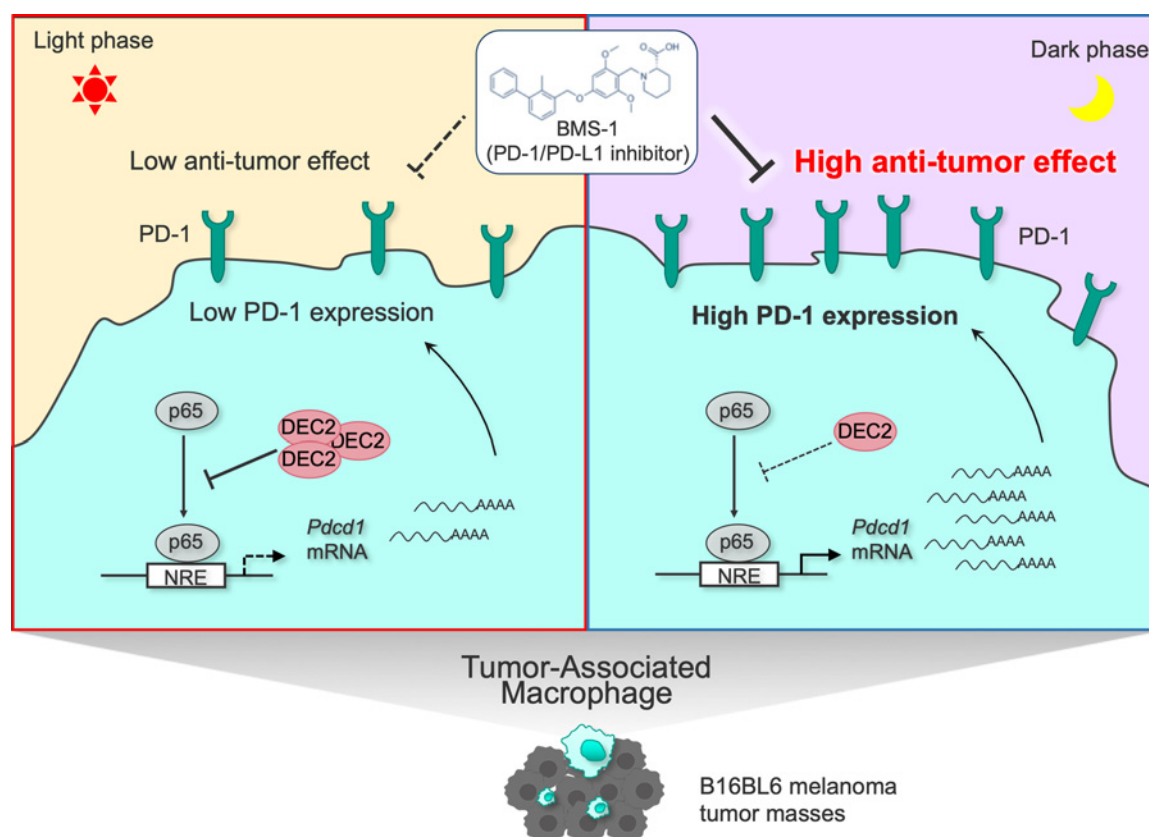 Light phase
Dark phase
OH
O
O
N
O
O
BMS-1
(PD-1/PD-L1 inhibitor)
Low anti-tumor effect
High anti-tumor effect
PD-1
PD-1
Low PD-1 expression
High PD-1 expression
p65
DEC2
DEC2
DEC2
p65
NRE
Pdcd1
mRNA
AAAA
AAAA
p65
DEC2
p65
NRE
Pdcd1
mRNA
AAAA
AAAA
AAAA
AAAA
AAAA
Tumor-Associated
Macrophage
B16BL6 melanoma
tumor masses